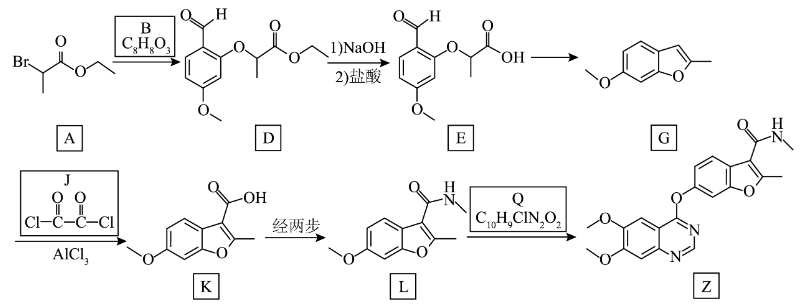 Br O O A
B
C₈H₈O₃
H O O O O O D
1)NaOH
2)盐酸
H O O O OH O E
O O G
J
O O
Cl—C—C—Cl
AlCl₃
O OH O O K
经两步
O H N O O L
Q
C₁₀H₉ClN₂O₂
O H N O O O O N N Z